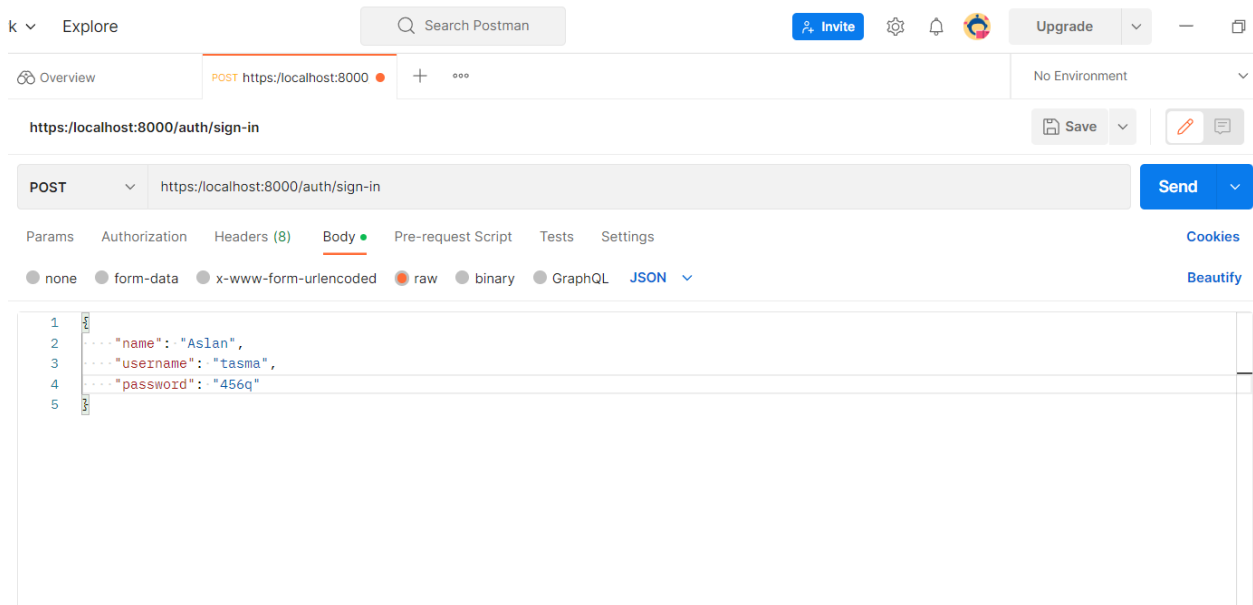 k Explore Search Postman Invite Upgrade
Overview POST https:/localhost:8000 No Environment
https:/localhost:8000/auth/sign-in Save
POST https:/localhost:8000/auth/sign-in Send
Params Authorization Headers (8) Body Pre-request Script Tests Settings Cookies
none form-data x-www-form-urlencoded raw binary GraphQL JSON Beautify
1 {
2 "name": "Aslan",
3 "username": "tasma",
4 "password": "456q"
5 }